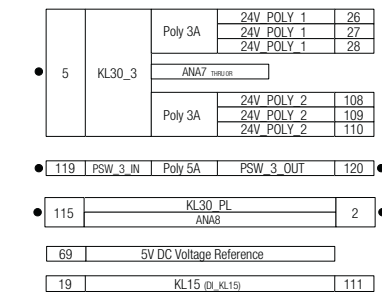 24V_POLY_1 26
Poly 3A 24V_POLY_1 27
24V_POLY_1 28
5 KL30_3 ANA7 THRU OR
24V_POLY_2 108
Poly 3A 24V_POLY_2 109
24V_POLY_2 110
119 PSW_3_IN Poly 5A PSW_3_OUT 120
115 KL30_PL 2
ANA8
69 5V DC Voltage Reference
19 KL15 (DI_KL15) 111